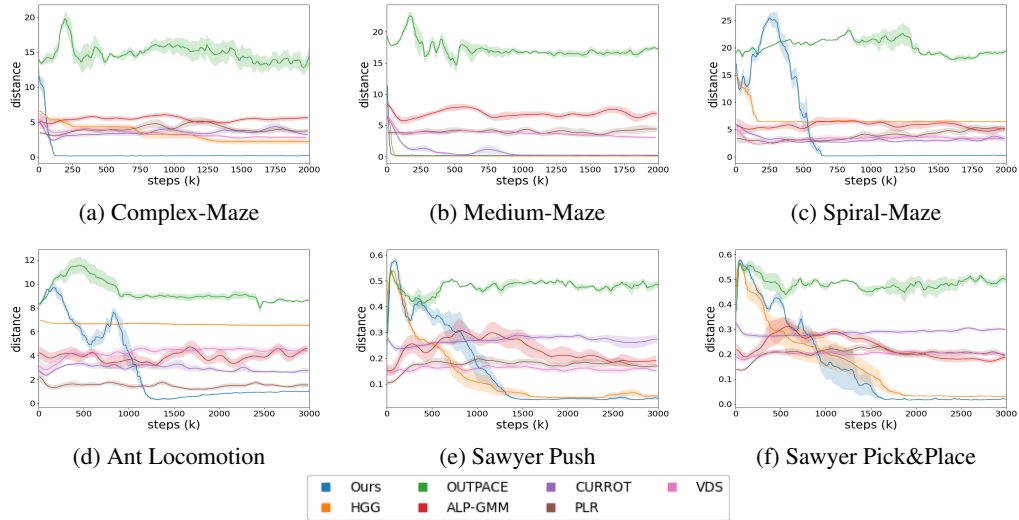 20
15
10
5
0
distance
0 250 500 750 1000 1250 1500 1750 2000
steps (k)
(a) Complex-Maze
20
15
10
5
0
distance
0 250 500 750 1000 1250 1500 1750 2000
steps (k)
(b) Medium-Maze
25
20
15
10
5
0
distance
0 250 500 750 1000 1250 1500 1750 2000
steps (k)
(c) Spiral-Maze
12
10
8
6
4
2
0
distance
0 500 1000 1500 2000 2500 3000
steps (k)
(d) Ant Locomotion
0.6
0.5
0.4
0.3
0.2
0.1
distance
0 500 1000 1500 2000 2500 3000
steps (k)
(e) Sawyer Push
0.6
0.5
0.4
0.3
0.2
0.1
0.0
distance
0 500 1000 1500 2000 2500 3000
steps (k)
(f) Sawyer Pick&Place
Ours OUTPACE CURROT VDS
HGG ALP-GMM PLR